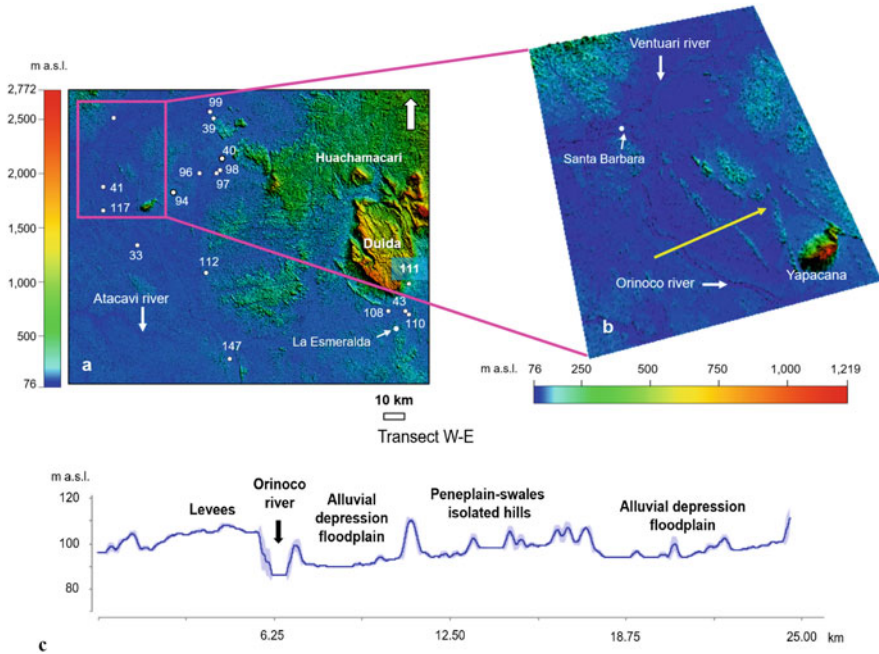 m a.s.l.
2,772
2,500
2,000
1,500
1,000
500
76
99
39
40
98
96
97
94
41
117
33
112
Huachamacari
Duida
111
43
108
110
Atacavi river
La Esmeralda
147
a
10 km
Ventuari river
Santa Barbara
Orinoco river
Yapacana
b
m a.s.l.
76
250
500
750
1,000
1,219
Transect W-E
m a.s.l.
120
100
80
Levees
Orinoco
river
Alluvial
depression
floodplain
Peneplain-swales
isolated hills
Alluvial depression
floodplain
6.25
12.50
18.75
25.00
km
c